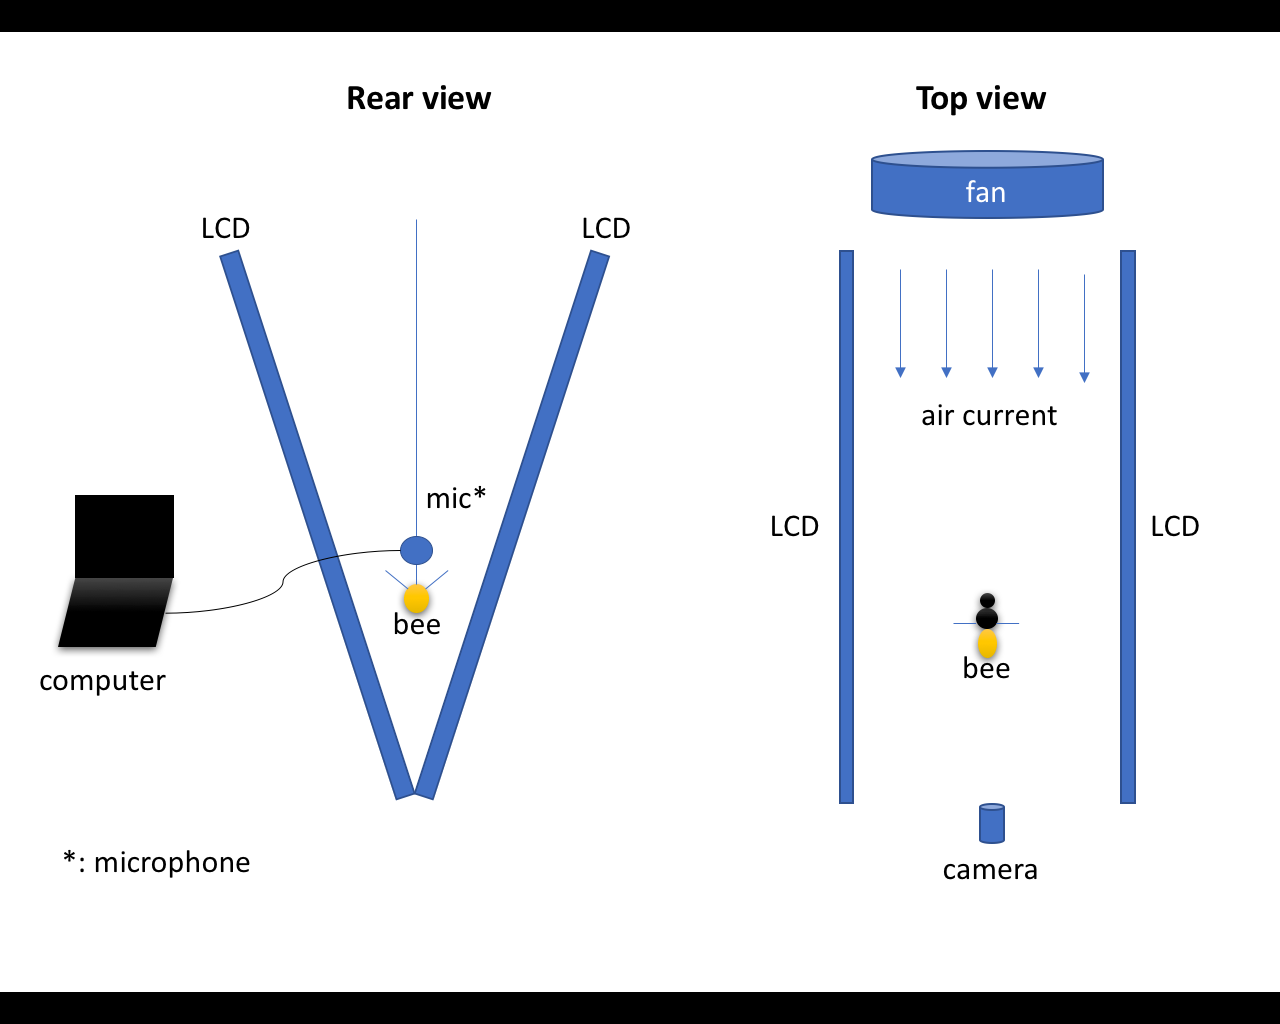 Rear view
LCD
LCD
mic*
bee
computer
*: microphone
Top view
fan
air current
LCD
LCD
bee
camera